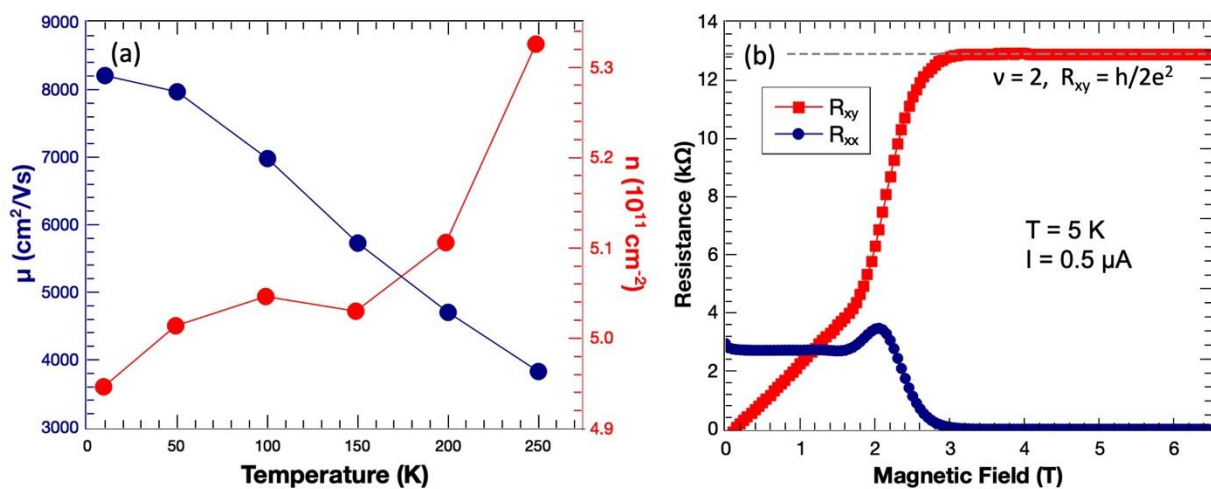 (a)
9000
8000
7000
6000
5000
4000
3000
μ (cm²/Vs)
0 50 100 150 200 250
Temperature (K)
5.3
5.2
5.1
5.0
4.9
n (10¹¹ cm⁻²)
(b)
14
12
10
8
6
4
2
0
Resistance (kΩ)
0 1 2 3 4 5 6
Magnetic Field (T)
ν = 2, Rxy = h/2e²
Rxy
Rxx
T = 5 K
I = 0.5 μA